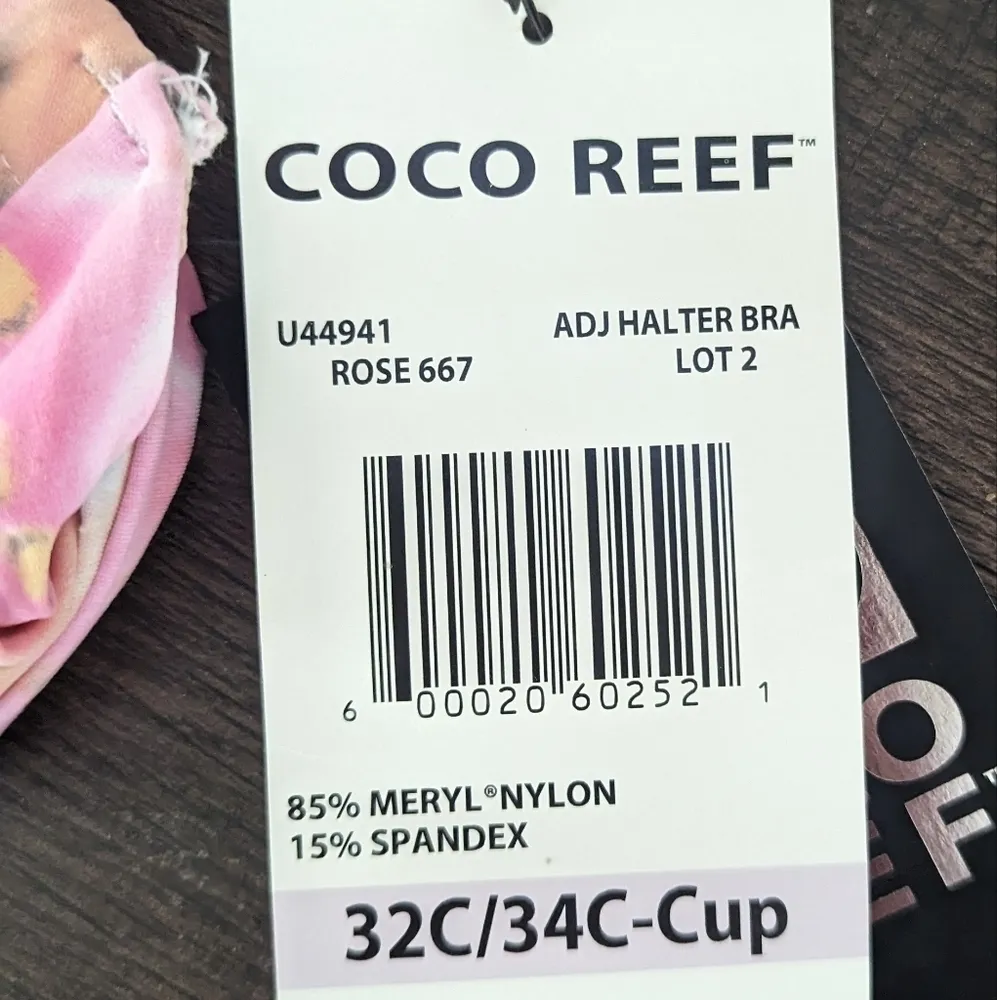 COCO REEF™
U44941 ADJ HALTER BRA
ROSE 667 LOT 2
6 00020 60252 1
85% MERYL® NYLON
15% SPANDEX
32C/34C-Cup